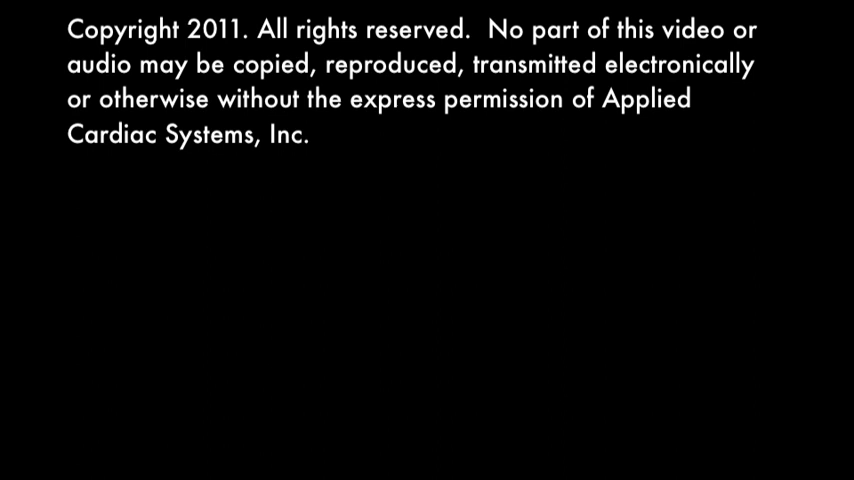 Copyright 2011. All rights reserved.  No part of this video or
audio may be copied, reproduced, transmitted electronically
or otherwise without the express permission of Applied
Cardiac Systems, Inc.